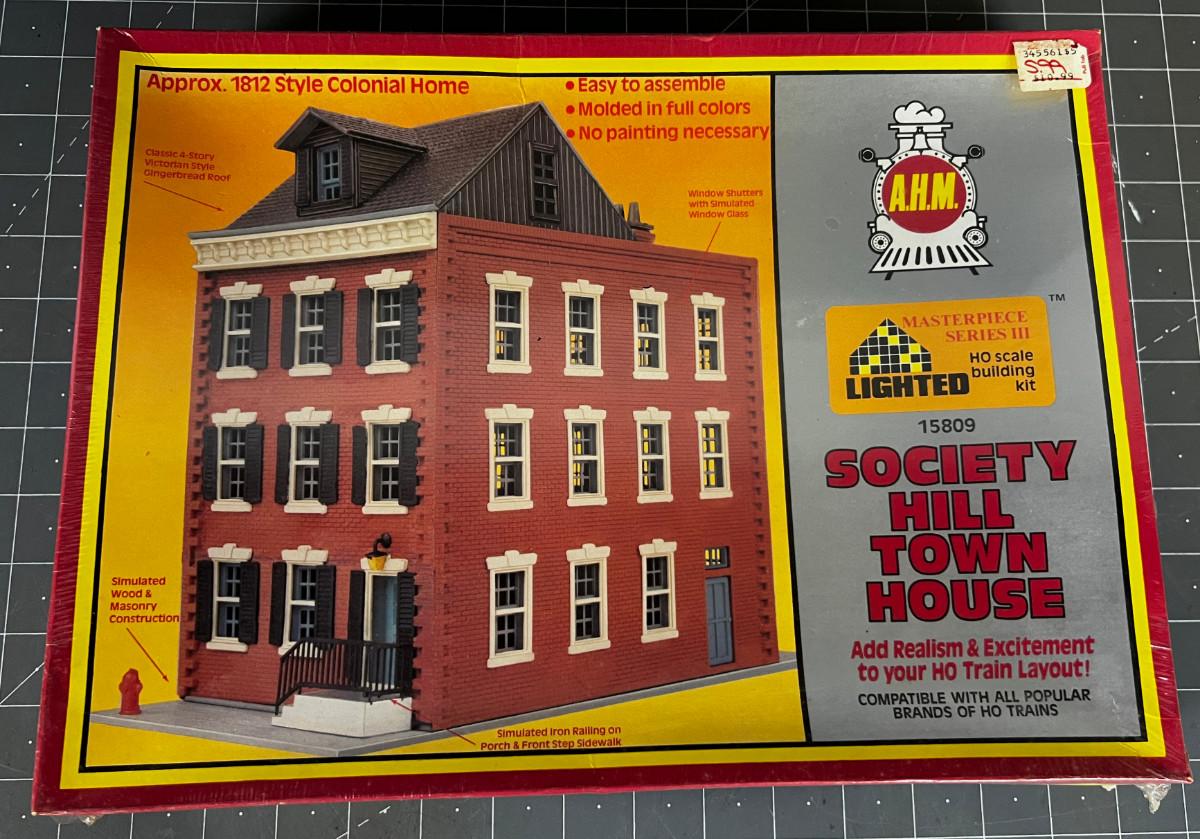 Approx. 1812 Style Colonial Home
• Easy to assemble
• Molded in full colors
• No painting necessary
Classic 4-Story
Victorian Style
Gingerbread Roof
Window Shutters
with Simulated
Window Glass
Simulated
Wood &
Masonry
Construction
Simulated Iron Railing on
Porch & Front Step Sidewalk
$10.99
A.H.M.
TM
MASTERPIECE
SERIES III
LIGHTED
HO scale
building
kit
15809
SOCIETY
HILL
TOWN
HOUSE
Add Realism & Excitement
to your HO Train Layout!
COMPATIBLE WITH ALL POPULAR
BRANDS OF HO TRAINS